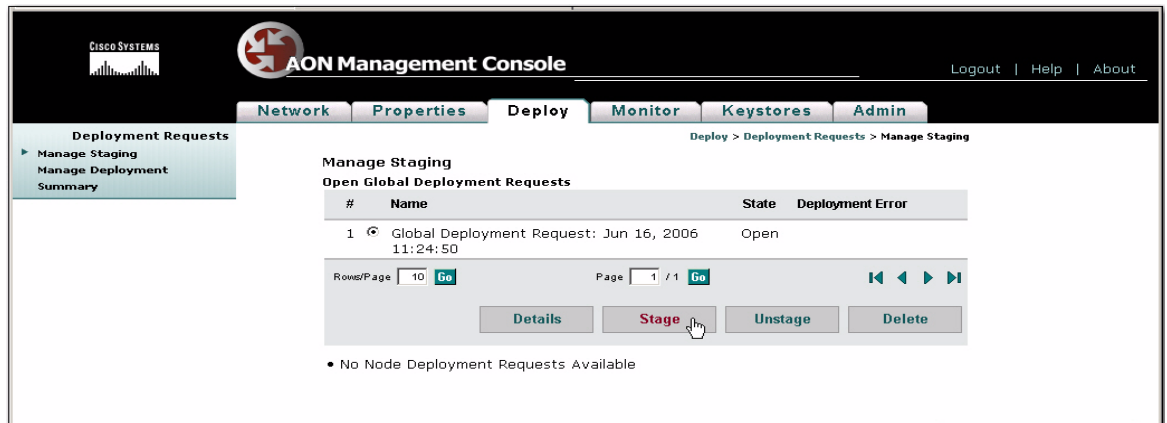 CISCO SYSTEMS
AON Management Console
Logout | Help | About
Network Properties Deploy Monitor Keystores Admin
Deployment Requests
Manage Staging
Manage Deployment
Summary
Deploy > Deployment Requests > Manage Staging
Manage Staging
Open Global Deployment Requests
# Name State Deployment Error
1 Global Deployment Request: Jun 16, 2006 Open
11:24:50
Rows/Page 10 Go Page 1 / 1 Go
Details Stage Unstage Delete
• No Node Deployment Requests Available